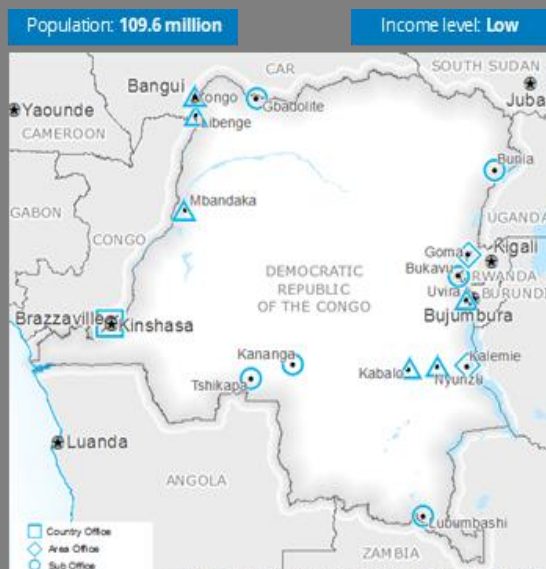 Population: 109.6 million
Income level: Low
CAR
SOUTH SUDAN
Bangui
Juba
Zongo
Gbadolite
Yaounde
Libenge
CAMEROON
Bunia
Mbandaka
GABON
UGANDA
CONGO
Goma
Kigali
Bukavu
RWANDA
DEMOCRATIC
REPUBLIC
OF THE CONGO
Uvira
BURUNDI
Bujumbura
Brazzaville
Kinshasa
Kananga
Kalemie
Kabalo
Nyunzu
Tshikapa
Luanda
ANGOLA
Lubumbashi
ZAMBIA
Country Office
Area Office
Sub Office